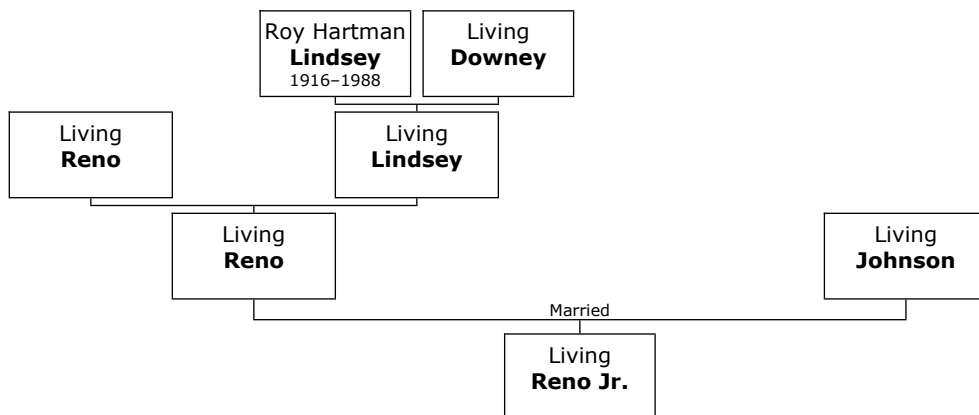 Roy Hartman
Lindsey
1916–1988
Living
Downey
Living
Reno
Living
Lindsey
Living
Reno
Living
Johnson
Married
Living
Reno Jr.